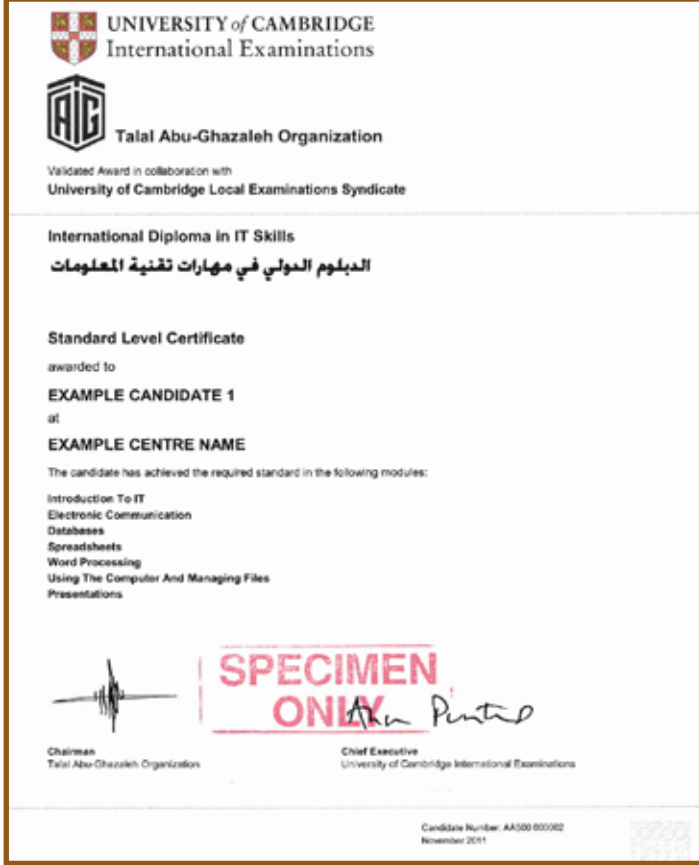 UNIVERSITY of CAMBRIDGE
International Examinations
Talal Abu-Ghazaleh Organization
Validated Award in collaboration with
University of Cambridge Local Examinations Syndicate
International Diploma in IT Skills
الدبلوم الدولي في مهارات تقنية المعلومات
Standard Level Certificate
awarded to
EXAMPLE CANDIDATE 1
at
EXAMPLE CENTRE NAME
The candidate has achieved the required standard in the following modules:
Introduction To IT
Electronic Communication
Databases
Spreadsheets
Word Processing
Using The Computer And Managing Files
Presentations
SPECIMEN
ONLY
Chairman
Talal Abu-Ghazaleh Organization
Chief Executive
University of Cambridge International Examinations
Candidate Number: AA500 000002
November 2011